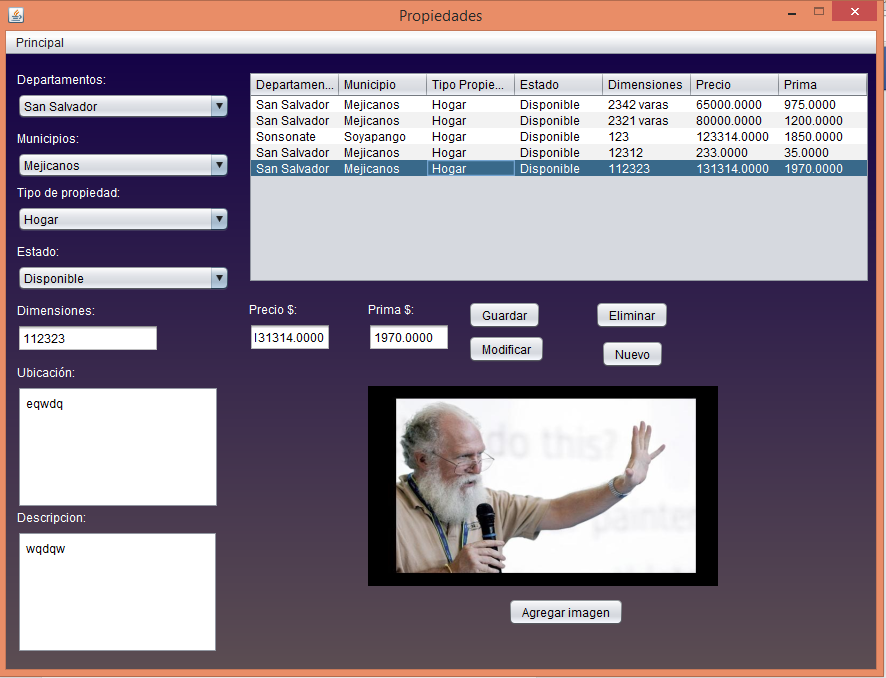 Propiedades
Principal
Departamentos:
San Salvador
Municipios:
Mejicanos
Tipo de propiedad:
Hogar
Estado:
Disponible
Dimensiones:
112323
Ubicación:
eqwdq
Descripcion:
wqdqw
Departamen... Municipio Tipo Propie... Estado Dimensiones Precio Prima
San Salvador Mejicanos Hogar Disponible 2342 varas 65000.0000 975.0000
San Salvador Mejicanos Hogar Disponible 2321 varas 80000.0000 1200.0000
Sonsonate Soyapango Hogar Disponible 123 123314.0000 1850.0000
San Salvador Mejicanos Hogar Disponible 12312 233.0000 35.0000
San Salvador Mejicanos Hogar Disponible 112323 131314.0000 1970.0000
Precio $:
131314.0000
Prima $:
1970.0000
Guardar
Eliminar
Modificar
Nuevo
do this?
painter
Agregar imagen